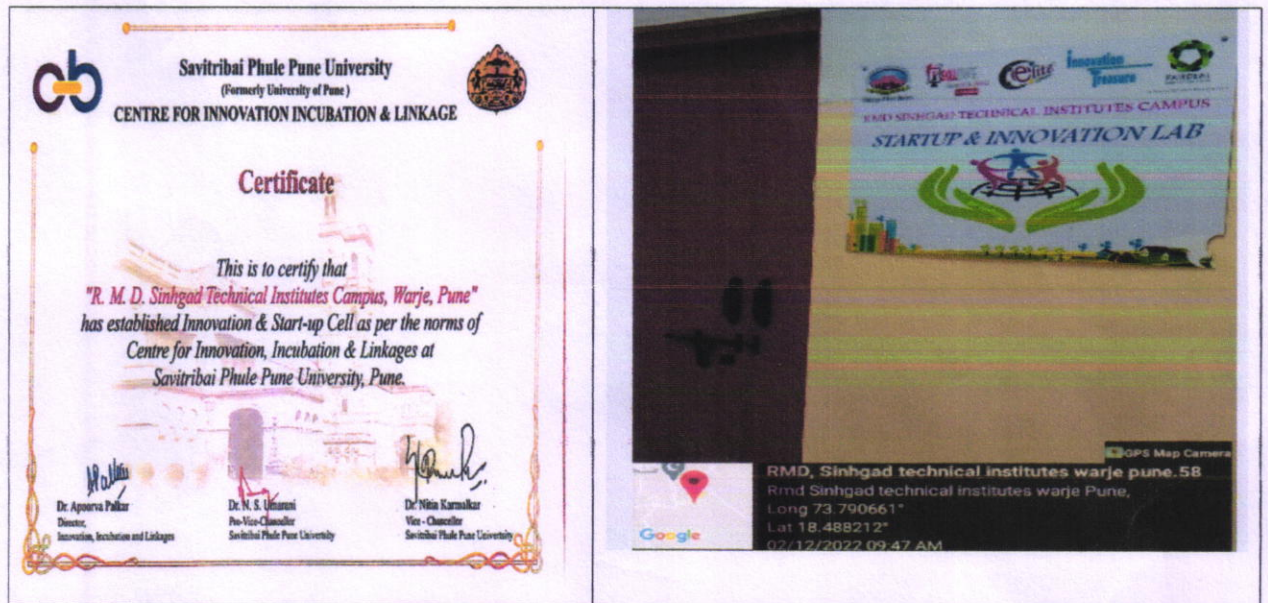 Savitribai Phule Pune University
(Formerly University of Pune)
CENTRE FOR INNOVATION INCUBATION & LINKAGE
Certificate
This is to certify that
"R. M. D. Sinhgad Technical Institutes Campus, Warje, Pune"
has established Innovation & Start-up Cell as per the norms of
Centre for Innovation, Incubation & Linkages at
Savitribai Phule Pune University, Pune.
Dr. Apoorva Palkar
Director,
Innovation, Incubation and Linkages
Dr. N. S. Umarani
Pro-Vice-Chancellor
Savitribai Phule Pune University
Dr. Nitin Karmalkar
Vice - Chancellor
Savitribai Phule Pune University
elite
Innovation
Treasure
RMD SINHGAD TECHNICAL INSTITUTES CAMPUS
STARTUP & INNOVATION LAB
GPS Map Camera
RMD, Sinhgad technical institutes warje pune.58
Rmd Sinhgad technical institutes warje Pune,
Long 73.790661°
Lat 18.488212°
02/12/2022 09:47 AM
Google